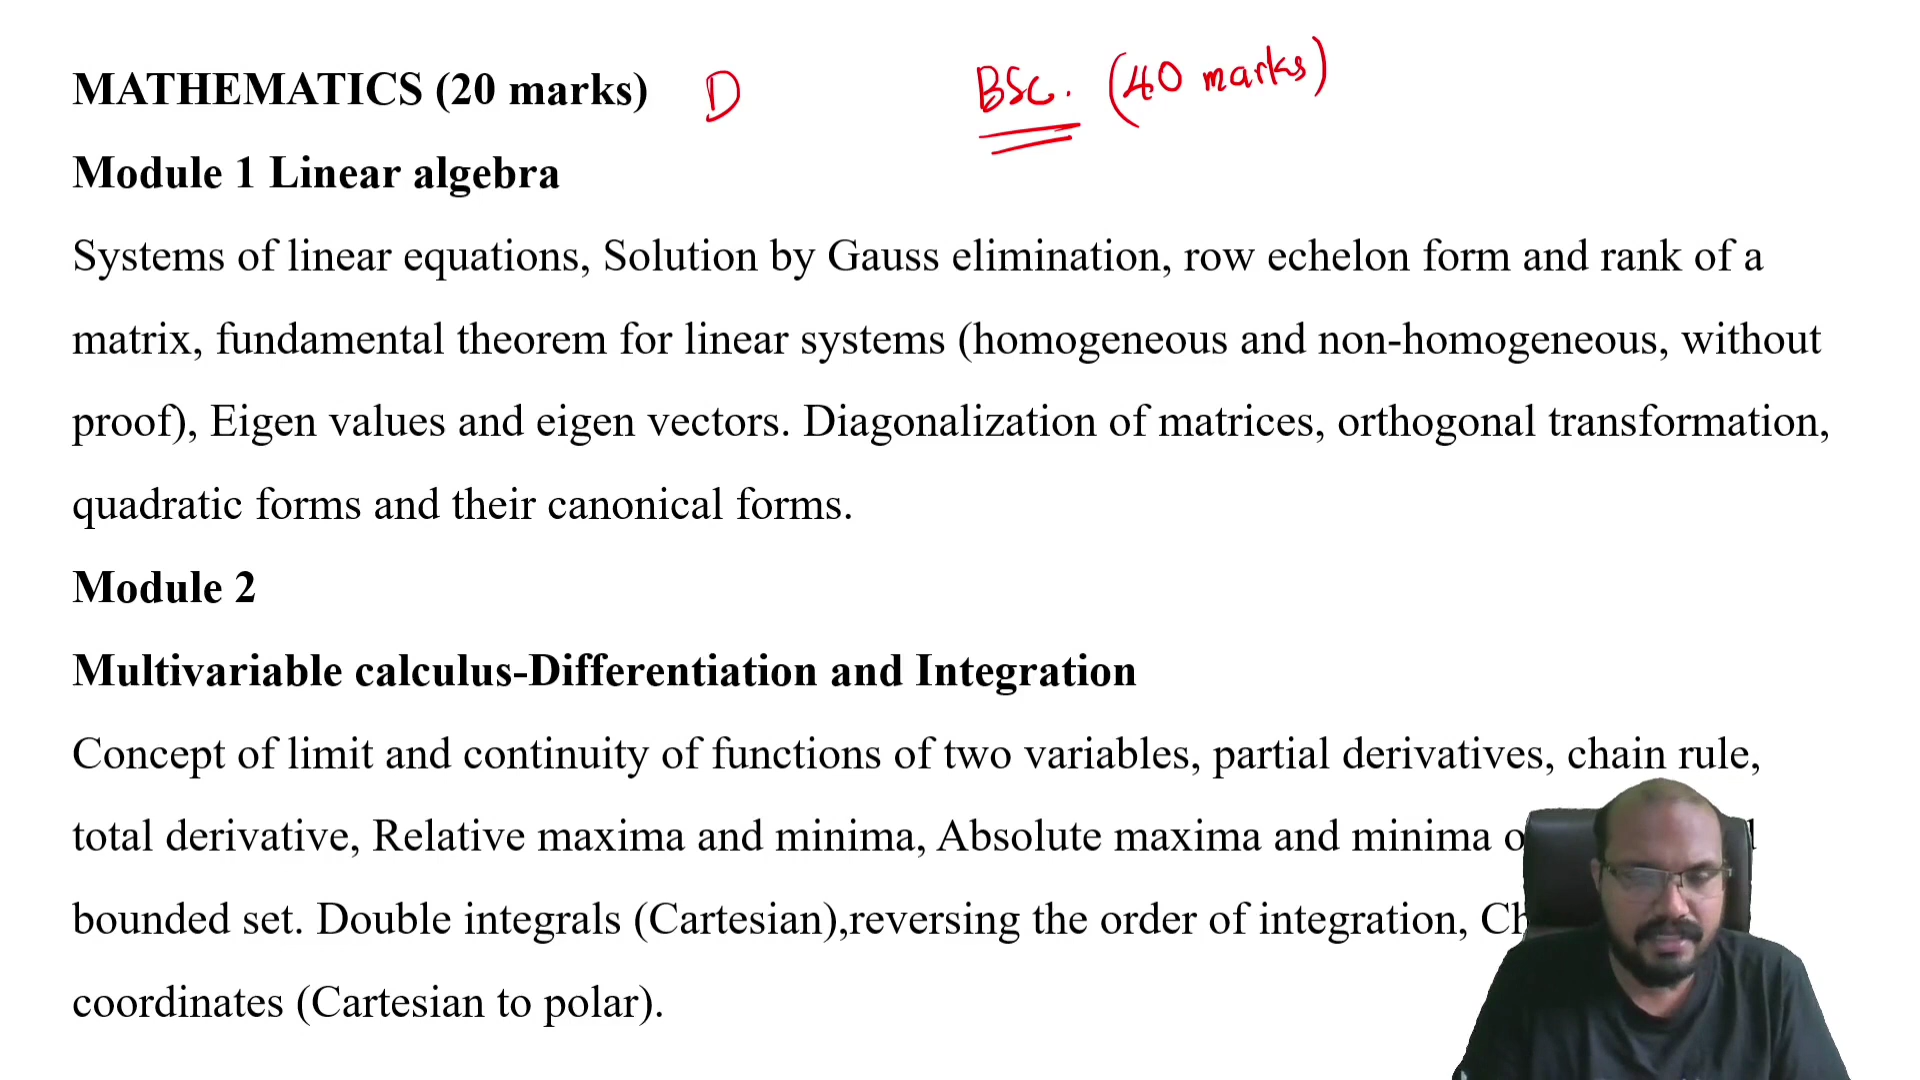 MATHEMATICS (20 marks) D BSc. (40 marks)
Module 1 Linear algebra
Systems of linear equations, Solution by Gauss elimination, row echelon form and rank of a
matrix, fundamental theorem for linear systems (homogeneous and non-homogeneous, without
proof), Eigen values and eigen vectors. Diagonalization of matrices, orthogonal transformation,
quadratic forms and their canonical forms.
Module 2
Multivariable calculus-Differentiation and Integration
Concept of limit and continuity of functions of two variables, partial derivatives, chain rule,
total derivative, Relative maxima and minima, Absolute maxima and minima
bounded set. Double integrals (Cartesian),reversing the order of integration,
coordinates (Cartesian to polar).